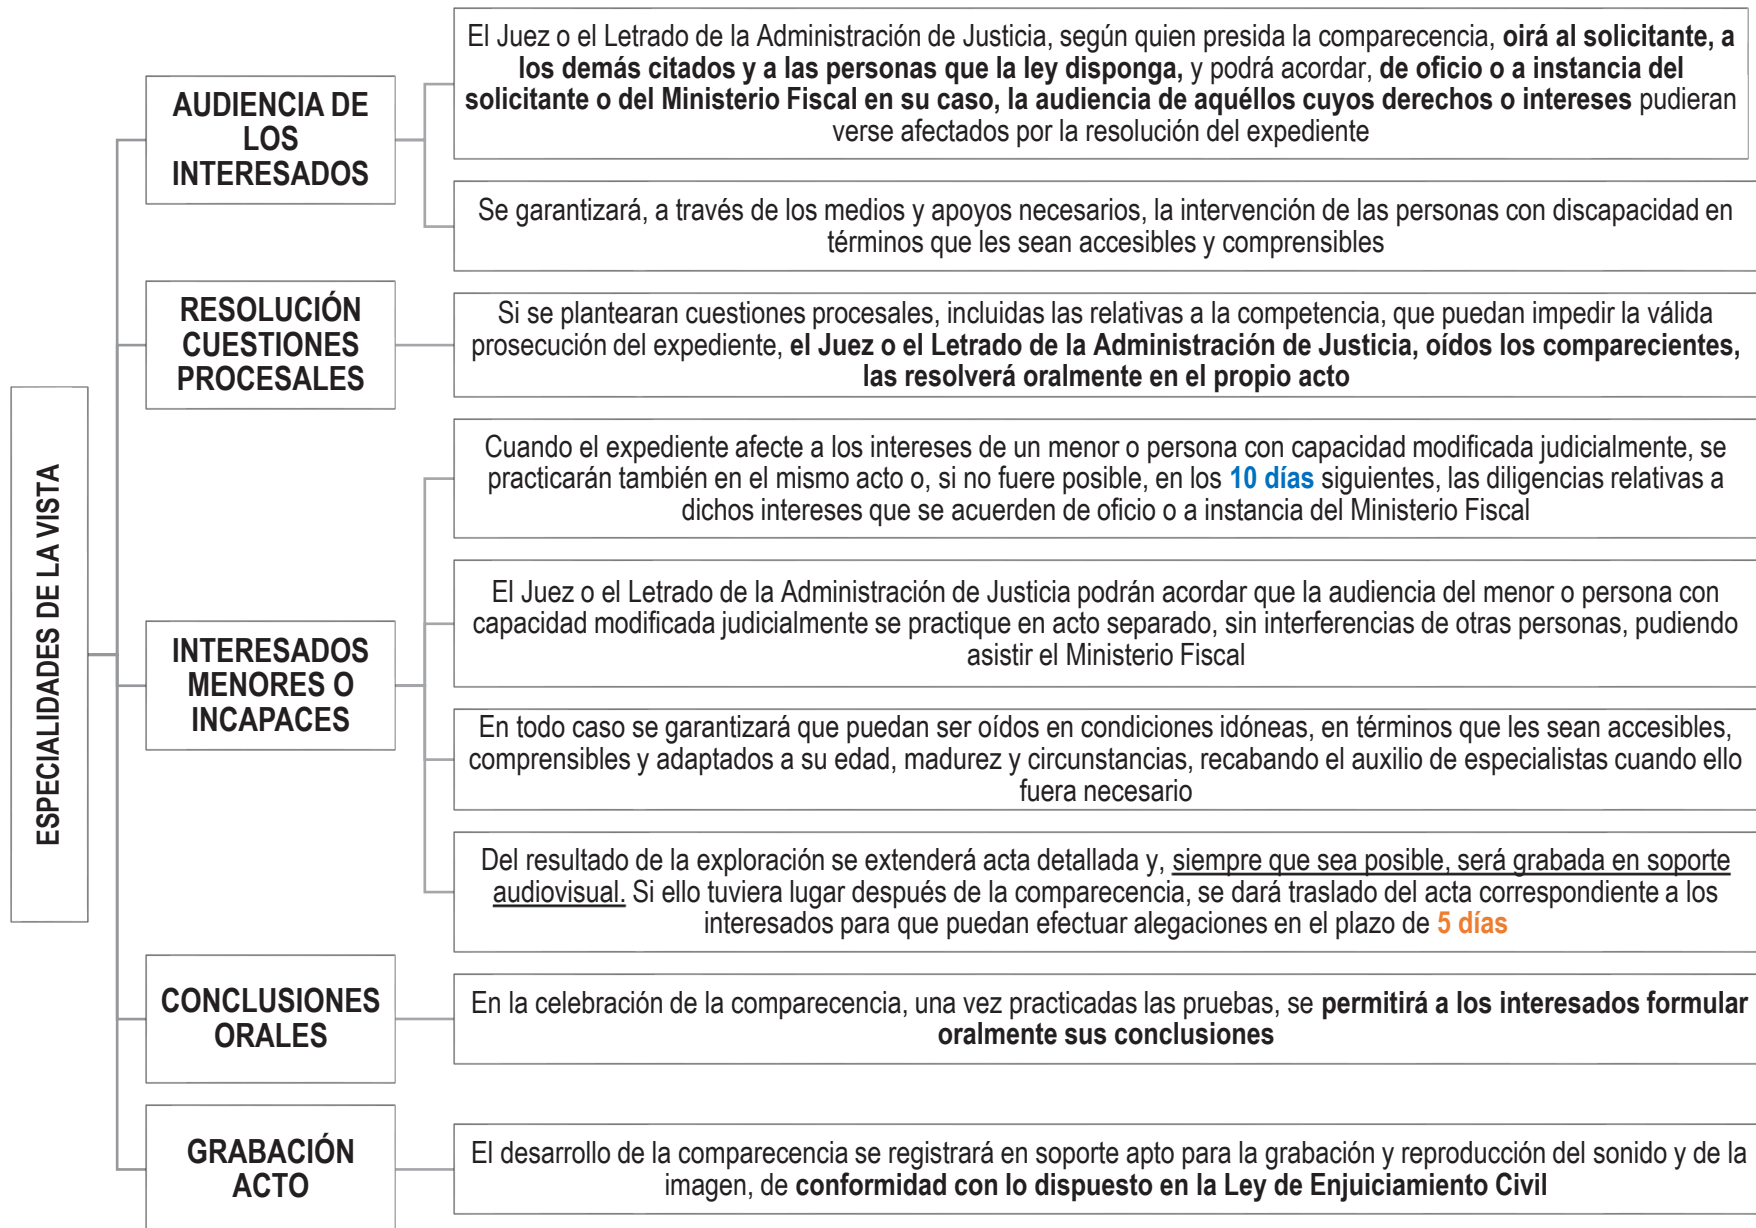 ESPECIALIDADES DE LA VISTA
AUDIENCIA DE
LOS
INTERESADOS
El Juez o el Letrado de la Administración de Justicia, según quien presida la comparecencia, oirá al solicitante, a
los demás citados y a las personas que la ley disponga, y podrá acordar, de oficio o a instancia del
solicitante o del Ministerio Fiscal en su caso, la audiencia de aquéllos cuyos derechos o intereses pudieran
verse afectados por la resolución del expediente
Se garantizará, a través de los medios y apoyos necesarios, la intervención de las personas con discapacidad en
términos que les sean accesibles y comprensibles
RESOLUCIÓN
CUESTIONES
PROCESALES
Si se plantearan cuestiones procesales, incluidas las relativas a la competencia, que puedan impedir la válida
prosecución del expediente, el Juez o el Letrado de la Administración de Justicia, oídos los comparecientes,
las resolverá oralmente en el propio acto
INTERESADOS
MENORES O
INCAPACES
Cuando el expediente afecte a los intereses de un menor o persona con capacidad modificada judicialmente, se
practicarán también en el mismo acto o, si no fuere posible, en los 10 días siguientes, las diligencias relativas a
dichos intereses que se acuerden de oficio o a instancia del Ministerio Fiscal
El Juez o el Letrado de la Administración de Justicia podrán acordar que la audiencia del menor o persona con
capacidad modificada judicialmente se practique en acto separado, sin interferencias de otras personas, pudiendo
asistir el Ministerio Fiscal
En todo caso se garantizará que puedan ser oídos en condiciones idóneas, en términos que les sean accesibles,
comprensibles y adaptados a su edad, madurez y circunstancias, recabando el auxilio de especialistas cuando ello
fuera necesario
Del resultado de la exploración se extenderá acta detallada y, siempre que sea posible, será grabada en soporte
audiovisual. Si ello tuviera lugar después de la comparecencia, se dará traslado del acta correspondiente a los
interesados para que puedan efectuar alegaciones en el plazo de 5 días
CONCLUSIONES
ORALES
En la celebración de la comparecencia, una vez practicadas las pruebas, se permitirá a los interesados formular
oralmente sus conclusiones
GRABACIÓN
ACTO
El desarrollo de la comparecencia se registrará en soporte apto para la grabación y reproducción del sonido y de la
imagen, de conformidad con lo dispuesto en la Ley de Enjuiciamiento Civil